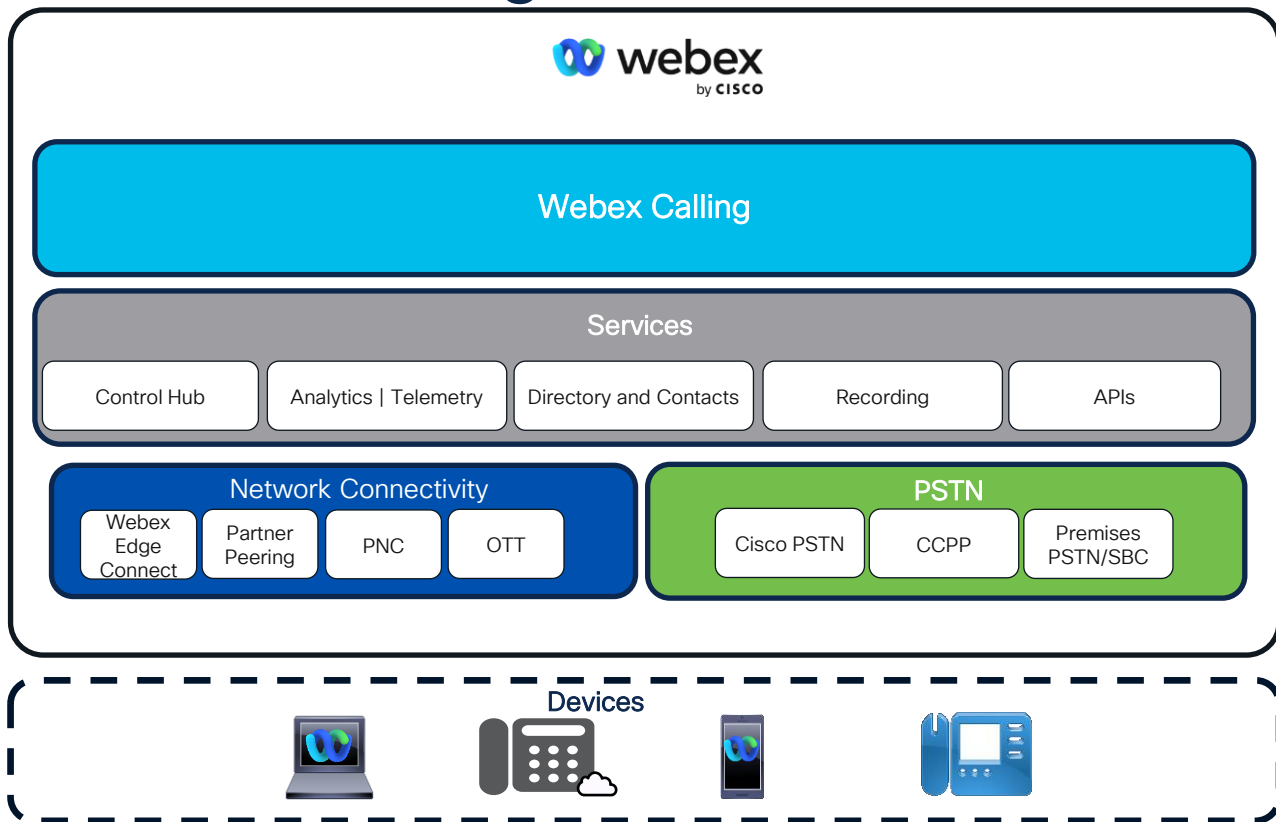 webex
by CISCO
Webex Calling
Services
Control Hub
Analytics | Telemetry
Directory and Contacts
Recording
APIs
Network Connectivity
Webex
Edge
Connect
Partner
Peering
PNC
OTT
PSTN
Cisco PSTN
CCPP
Premises
PSTN/SBC
Devices